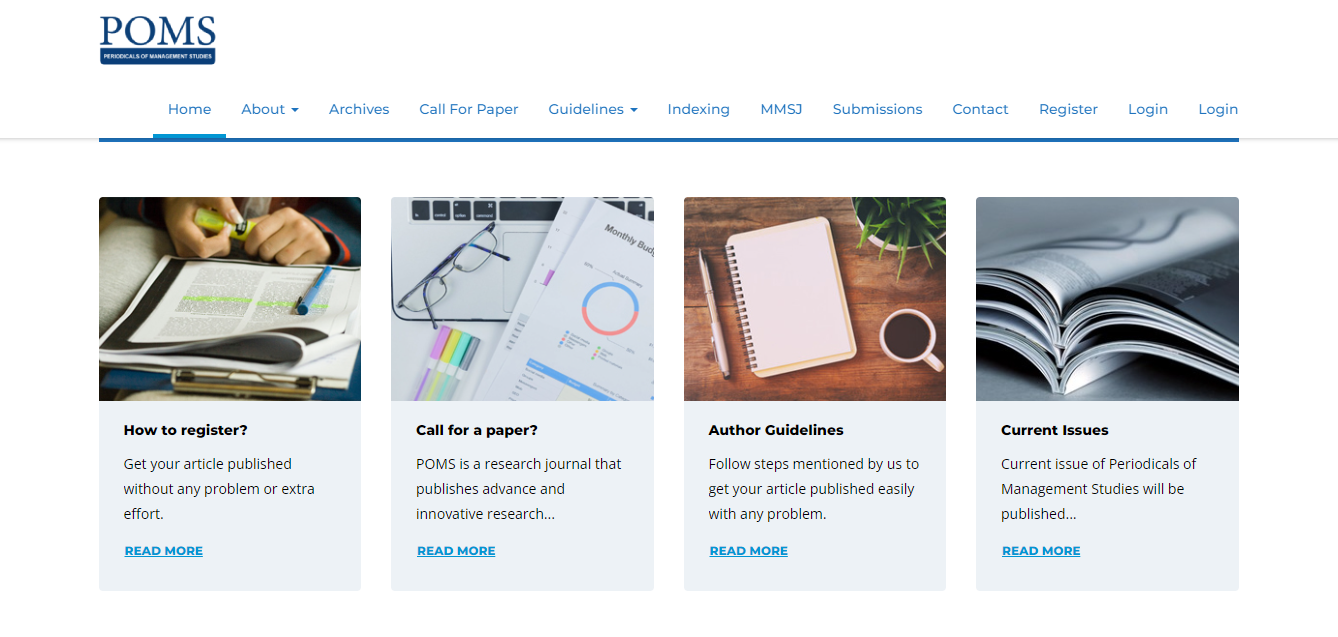 POMS
PERIODICALS OF MANAGEMENT STUDIES
Home About Archives Call For Paper Guidelines Indexing MMSJ Submissions Contact Register Login Login
Monthly Budg
How to register?
Get your article published
without any problem or extra
effort.
READ MORE
Call for a paper?
POMS is a research journal that
publishes advance and
innovative research...
READ MORE
Author Guidelines
Follow steps mentioned by us to
get your article published easily
with any problem.
READ MORE
Current Issues
Current issue of Periodicals of
Management Studies will be
published...
READ MORE